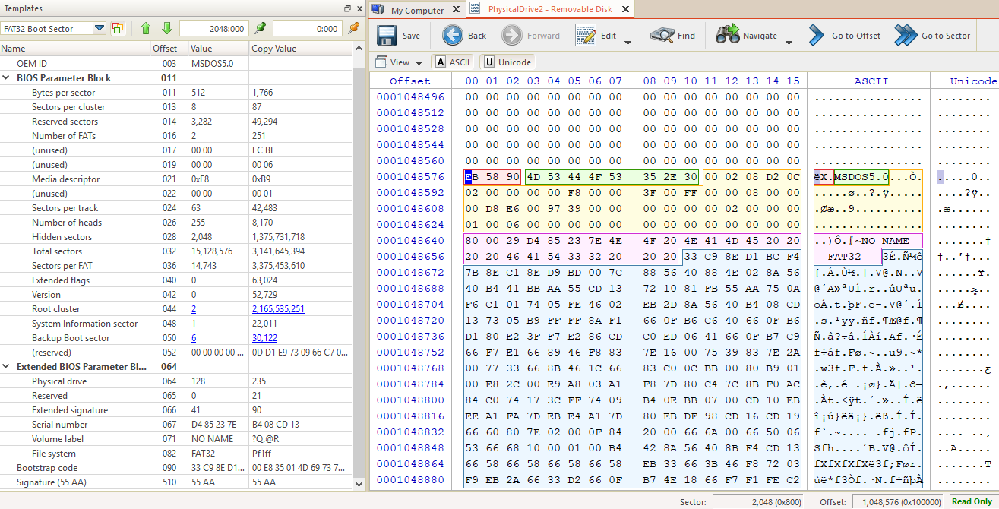 Templates
FAT32 Boot Sector 2048:000 0:000
Name Offset Value Copy Value
OEM ID 003 MSDOS5.0
BIOS Parameter Block 011
Bytes per sector 011 512 1,766
Sectors per cluster 013 8 87
Reserved sectors 014 3,282 49,294
Number of FATs 016 2 251
(unused) 017 00 00 FC BF
(unused) 019 00 00 00 06
Media descriptor 021 0xF8 0xB9
(unused) 022 00 00 00 01
Sectors per track 024 63 42,483
Number of heads 026 255 8,170
Hidden sectors 028 2,048 1,375,731,718
Total sectors 032 15,128,576 3,141,645,394
Sectors per FAT 036 14,743 3,375,453,610
Extended flags 040 0 63,024
Version 042 0 52,729
Root cluster 044 2 2,165,535,251
System Information sector 048 1 22,011
Backup Boot sector 050 6 30,122
(reserved) 052 00 00 00 00 ... 0D D1 E9 73 09 66 C7 0...
Extended BIOS Parameter Bl... 064
Physical drive 064 128 235
Reserved 065 0 21
Extended signature 066 41 90
Serial number 067 D4 85 23 7E B4 08 CD 13
Volume label 071 NO NAME ?Q,@R
File system 082 FAT32 Pf1ff
Bootstrap code 090 33 C9 8E D1... 00 E8 35 01 4D 69 73 7...
Signature (55 AA) 510 55 AA 55 AA
My Computer PhysicalDrive2 - Removable Disk
Save Back Forward Edit Find Navigate Go to Offset Go to Sector
View A ASCII U Unicode
Offset 00 01 02 03 04 05 06 07 08 09 10 11 12 13 14 15 ASCII Unicode
0001048496 00 00 00 00 00 00 00 00 00 00 00 00 00 00 00 00 ................ ........
0001048512 00 00 00 00 00 00 00 00 00 00 00 00 00 00 00 00 ................ ........
0001048528 00 00 00 00 00 00 00 00 00 00 00 00 00 00 00 00 ................ ........
0001048544 00 00 00 00 00 00 00 00 00 00 00 00 00 00 00 00 ................ ........
0001048560 00 00 00 00 00 00 00 00 00 00 00 00 00 00 00 00 ................ ........
0001048576 EB 58 90 4D 53 44 4F 53 35 2E 30 00 02 08 D2 0C ëX.MSDOS5.0...Ò.
0001048592 02 00 00 00 00 F8 00 00 3F 00 FF 00 00 08 00 00 .....ø..?.ÿ.....
0001048608 00 D8 E6 00 97 39 00 00 00 00 00 00 02 00 00 00 .Øæ..9..........
0001048624 01 00 06 00 00 00 00 00 00 00 00 00 00 00 00 00 ................
0001048640 80 00 29 D4 85 23 7E 4E 4F 20 4E 41 4D 45 20 20 ..)Ô.#~NO NAME
0001048656 20 20 46 41 54 33 32 20 20 20 33 C9 8E D1 BC F4 FAT32 3É.Ñ¼ô
0001048672 7B 8E C1 8E D9 BD 00 7C 88 56 40 88 4E 02 8A 56 {.Á.Ù½.|.V@.N..V
0001048688 40 B4 41 BB AA 55 CD 13 72 10 81 FB 55 AA 75 0A @´A»ªUÍ.r..ûUªu.
0001048704 F6 C1 01 74 05 FE 46 02 EB 2D 8A 56 40 B4 08 CD öÁ.t.þF.ë-.V@´.Í
0001048720 13 73 05 B9 FF FF 8A F1 66 0F B6 C6 40 66 0F B6 .s.¹ÿÿ.ñf.¶Æ@f.¶
0001048736 D1 80 E2 3F F7 E2 86 CD C0 ED 06 41 66 0F B7 C9 Ñ.â?÷â.ÍÀí.Af.·É
0001048752 66 F7 E1 66 89 46 F8 83 7E 16 00 75 39 83 7E 2A f÷áf.Fø.~..u9.~*
0001048768 00 77 33 66 8B 46 1C 66 83 C0 0C BB 00 80 B9 01 .w3f.F.f.À.»..¹.
0001048784 00 E8 2C 00 E9 A8 03 A1 F8 7D 80 C4 7C 8B F0 AC .è,.é¨.¡ø}.Ä|.ð¬
0001048800 84 C0 74 17 3C FF 74 09 B4 0E BB 07 00 CD 10 EB .Àt.<ÿt.´.»..Í.ë
0001048816 EE A1 FA 7D EB E4 A1 7D 80 EB DF 98 CD 16 CD 19 î¡ú}ëä¡}.ëß.Í.Í.
0001048832 66 60 80 7E 02 00 0F 84 20 00 66 6A 00 66 50 06 f`.~.... .fj.fP.
0001048848 53 66 68 10 00 01 00 B4 42 8A 56 40 8B F4 CD 13 Sfh....´B.V@.ôÍ.
0001048864 66 58 66 58 66 58 66 58 EB 33 66 3B 46 F8 72 03 fXfXfXfXë3f;Før.
0001048880 F9 EB 2A 66 33 D2 66 0F B7 4E 18 66 F7 F1 FE C2 ùë*f3Òf.·N.f÷ñþÂ
Sector: 2,048 (0x800) Offset: 1,048,576 (0x100000) Read Only